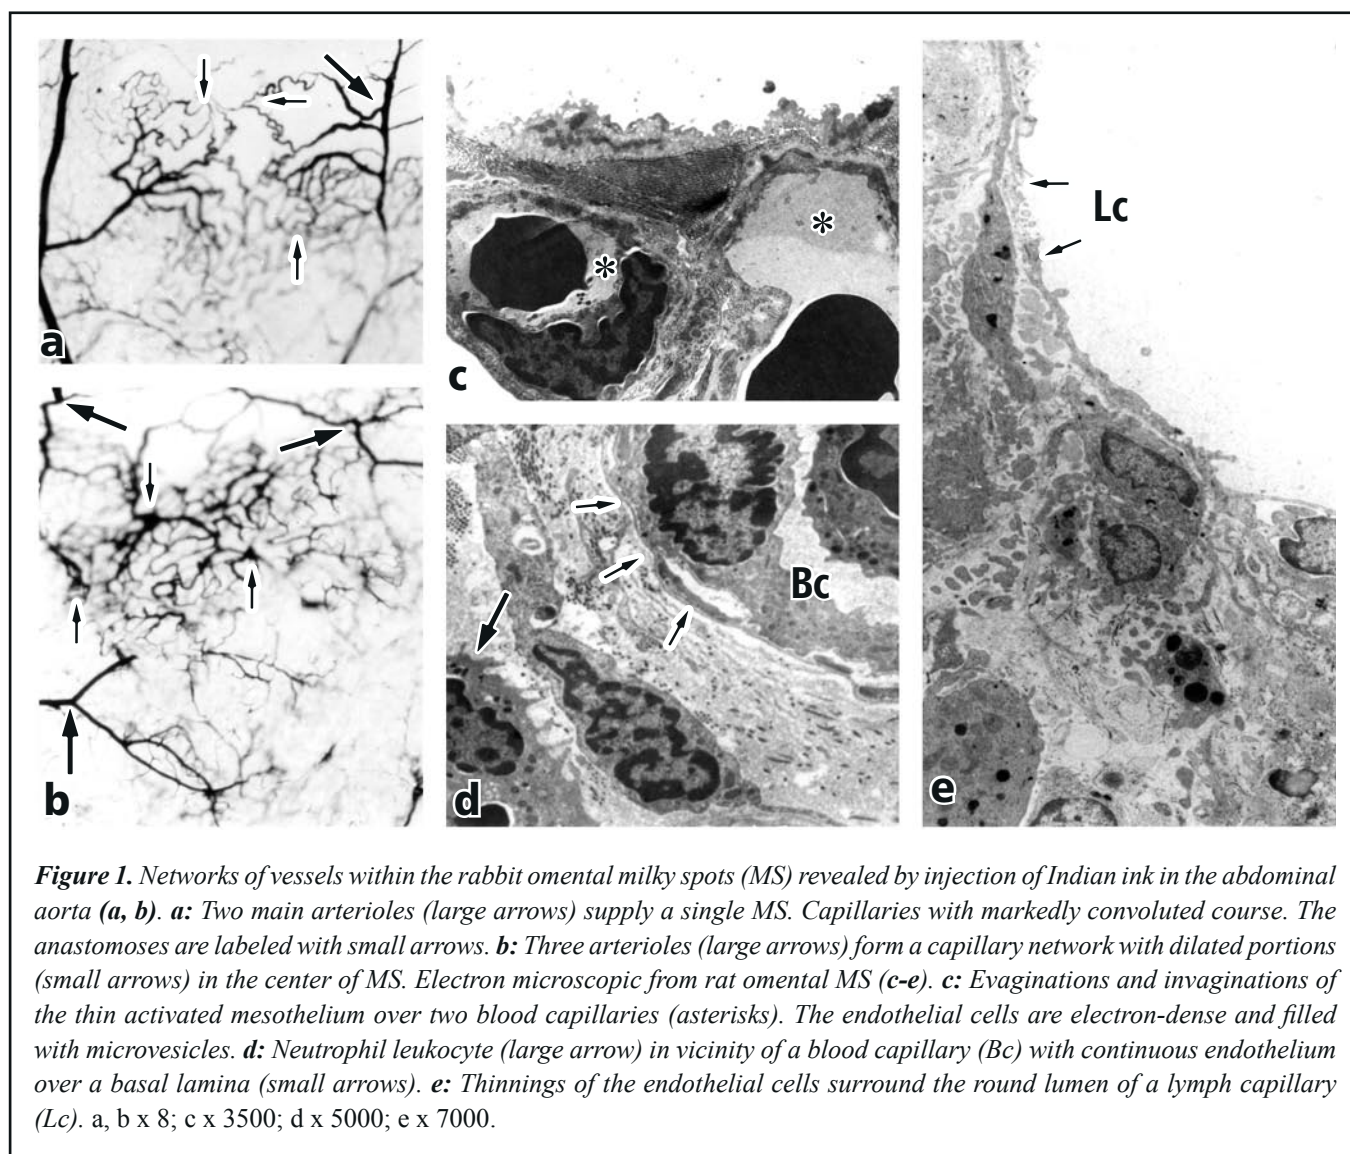 a
b
c
*
*
d
Bc
e
Lc
Figure 1. Networks of vessels within the rabbit omental milky spots (MS) revealed by injection of Indian ink in the abdominal
aorta (a, b). a: Two main arterioles (large arrows) supply a single MS. Capillaries with markedly convoluted course. The
anastomoses are labeled with small arrows. b: Three arterioles (large arrows) form a capillary network with dilated portions
(small arrows) in the center of MS. Electron microscopic from rat omental MS (c-e). c: Evaginations and invaginations of
the thin activated mesothelium over two blood capillaries (asterisks). The endothelial cells are electron-dense and filled
with microvesicles. d: Neutrophil leukocyte (large arrow) in vicinity of a blood capillary (Bc) with continuous endothelium
over a basal lamina (small arrows). e: Thinnings of the endothelial cells surround the round lumen of a lymph capillary
(Lc). a, b x 8; c x 3500; d x 5000; e x 7000.